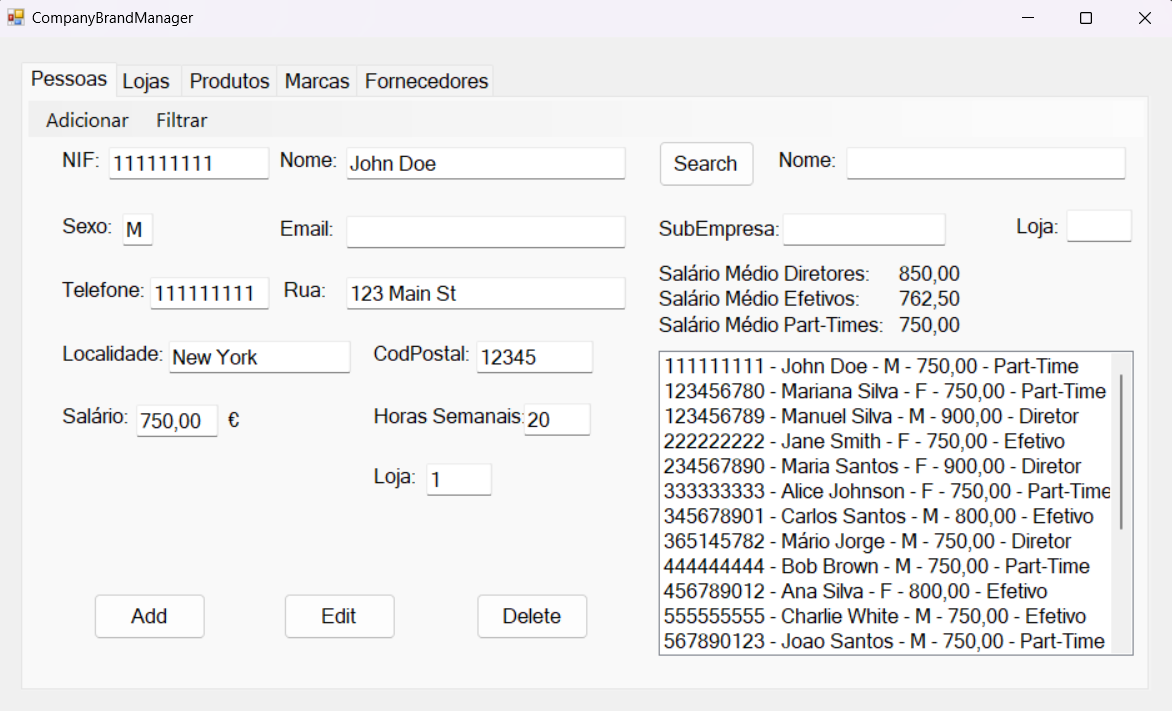 CompanyBrandManager
Pessoas Lojas Produtos Marcas Fornecedores
Adicionar Filtrar
NIF: 111111111 Nome: John Doe Search Nome:
Sexo: M Email: SubEmpresa: Loja:
Telefone: 111111111 Rua: 123 Main St
Salário Médio Diretores: 850,00
Salário Médio Efetivos: 762,50
Salário Médio Part-Times: 750,00
Localidade: New York CodPostal: 12345
Salário: 750,00 € Horas Semanais: 20
Loja: 1
111111111 - John Doe - M - 750,00 - Part-Time
123456780 - Mariana Silva - F - 750,00 - Part-Time
123456789 - Manuel Silva - M - 900,00 - Diretor
222222222 - Jane Smith - F - 750,00 - Efetivo
234567890 - Maria Santos - F - 900,00 - Diretor
333333333 - Alice Johnson - F - 750,00 - Part-Time
345678901 - Carlos Santos - M - 800,00 - Efetivo
365145782 - Mário Jorge - M - 750,00 - Diretor
444444444 - Bob Brown - M - 750,00 - Part-Time
456789012 - Ana Silva - F - 800,00 - Efetivo
555555555 - Charlie White - M - 750,00 - Efetivo
567890123 - Joao Santos - M - 750,00 - Part-Time
Add Edit Delete